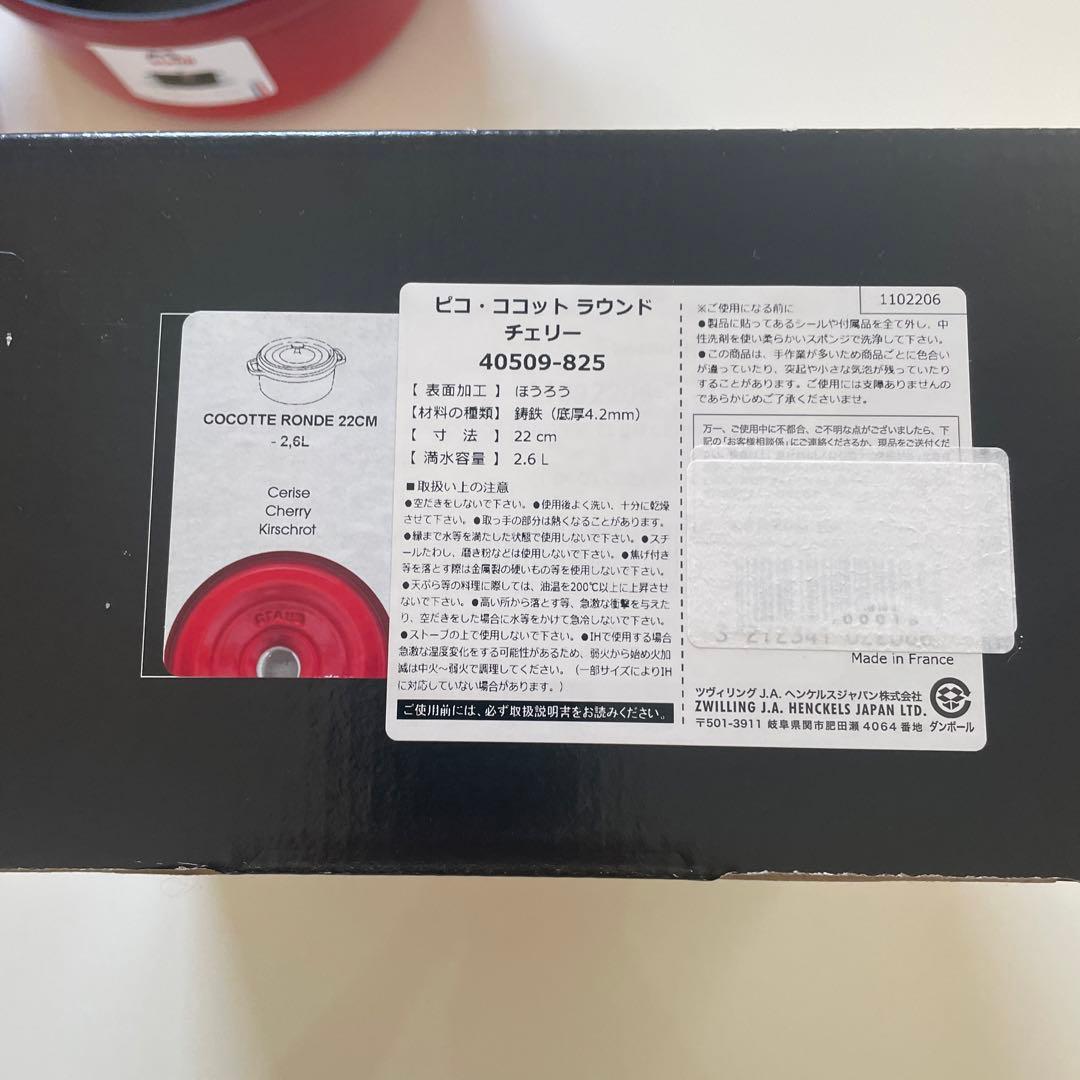 COCOTTE RONDE 22CM
- 2,6L
Cerise
Cherry
Kirschrot
STAUB
ピコ・ココット ラウンド
チェリー
40509-825
【 表面加工 】 ほうろう
【材料の種類】 鋳鉄（底厚4.2mm）
【 寸 法 】 22 cm
【 満水容量 】 2.6 L
■取扱い上の注意
●空だきをしないで下さい。●使用後よく洗い、十分に乾燥
させて下さい。●取っ手の部分は熱くなることがあります。
●縁まで水等を満たした状態で使用しないで下さい。●スチ
ールたわし、磨き粉などは使用しないで下さい。●焦げ付き
等を落とす際は金属製の硬いもの等を使用しないで下さい。
●天ぷら等の料理に際しては、油温を200℃以上に上昇させ
ないで下さい。●高い所から落とす等、急激な衝撃を与えた
り、空だきをした場合に水等をかけて急冷しないで下さい。
●ストーブの上で使用しないで下さい。●IHで使用する場合
急激な温度変化をする可能性があるため、弱火から始め火加
減は中火～弱火で調理してください。（一部サイズによりIH
に対応していない場合があります。）
ご使用前には、必ず取扱説明書をお読みください。
1102206
※ご使用になる前に
●製品に貼ってあるシールや付属品を全て外し、中
性洗剤を使い柔らかいスポンジで洗浄して下さい。
●この商品は、手作業が多いため商品ごとに色合い
が違っていたり、突起や小さな気泡が残っていたり
することがあります。ご使用には支障ありませんの
であらかじめご了承くださいませ。
万一、ご使用中に不都合、ご不明な点がございましたら、下
記の「お客様相談係」にご連絡くださるか、現品をご送付くだ
Made in France
ツヴィリング J.A. ヘンケルスジャパン株式会社
ZWILLING J.A. HENCKELS JAPAN LTD.
〒501-3911 岐阜県関市肥田瀬 4064 番地
ダンボール